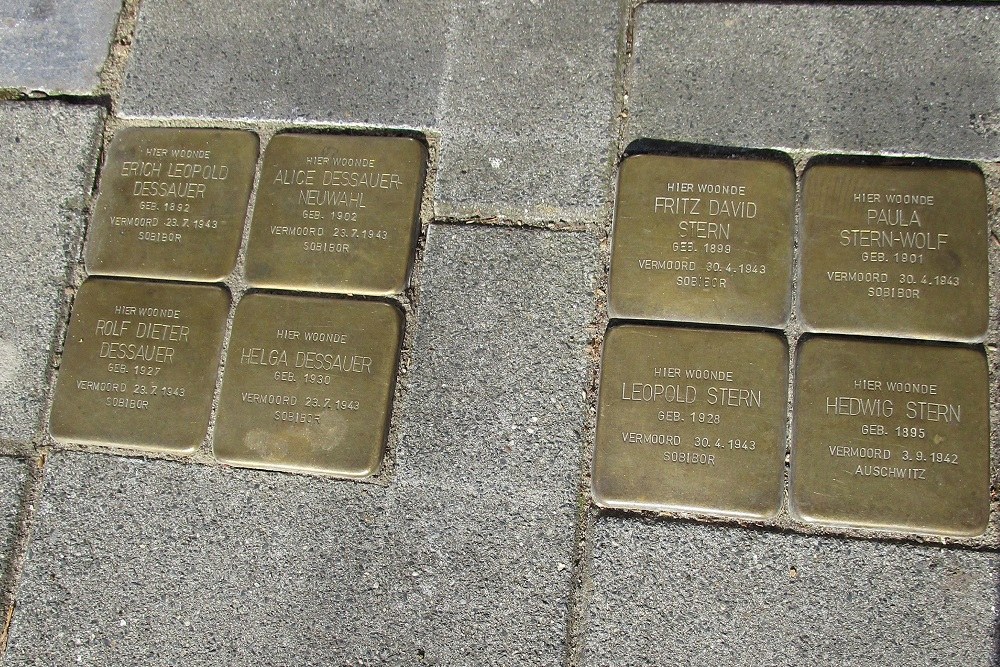 HIER WOONDE
ERICH LEOPOLD
DESSAUER
GEB. 1892
VERMOORD 23.7.1943
SOBIBOR
HIER WOONDE
ALICE DESSAUER-
NEUWAHL
GEB. 1902
VERMOORD 23.7.1943
SOBIBOR
HIER WOONDE
ROLF DIETER
DESSAUER
GEB. 1927
VERMOORD 23.7.1943
SOBIBOR
HIER WOONDE
HELGA DESSAUER
GEB. 1930
VERMOORD 23.7.1943
SOBIBOR
HIER WOONDE
FRITZ DAVID
STERN
GEB. 1899
VERMOORD 30.4.1943
SOBIBOR
HIER WOONDE
PAULA
STERN-WOLF
GEB. 1901
VERMOORD 30.4.1943
SOBIBOR
HIER WOONDE
LEOPOLD STERN
GEB. 1928
VERMOORD 30.4.1943
SOBIBOR
HIER WOONDE
HEDWIG STERN
GEB. 1895
VERMOORD 3.9.1942
AUSCHWITZ